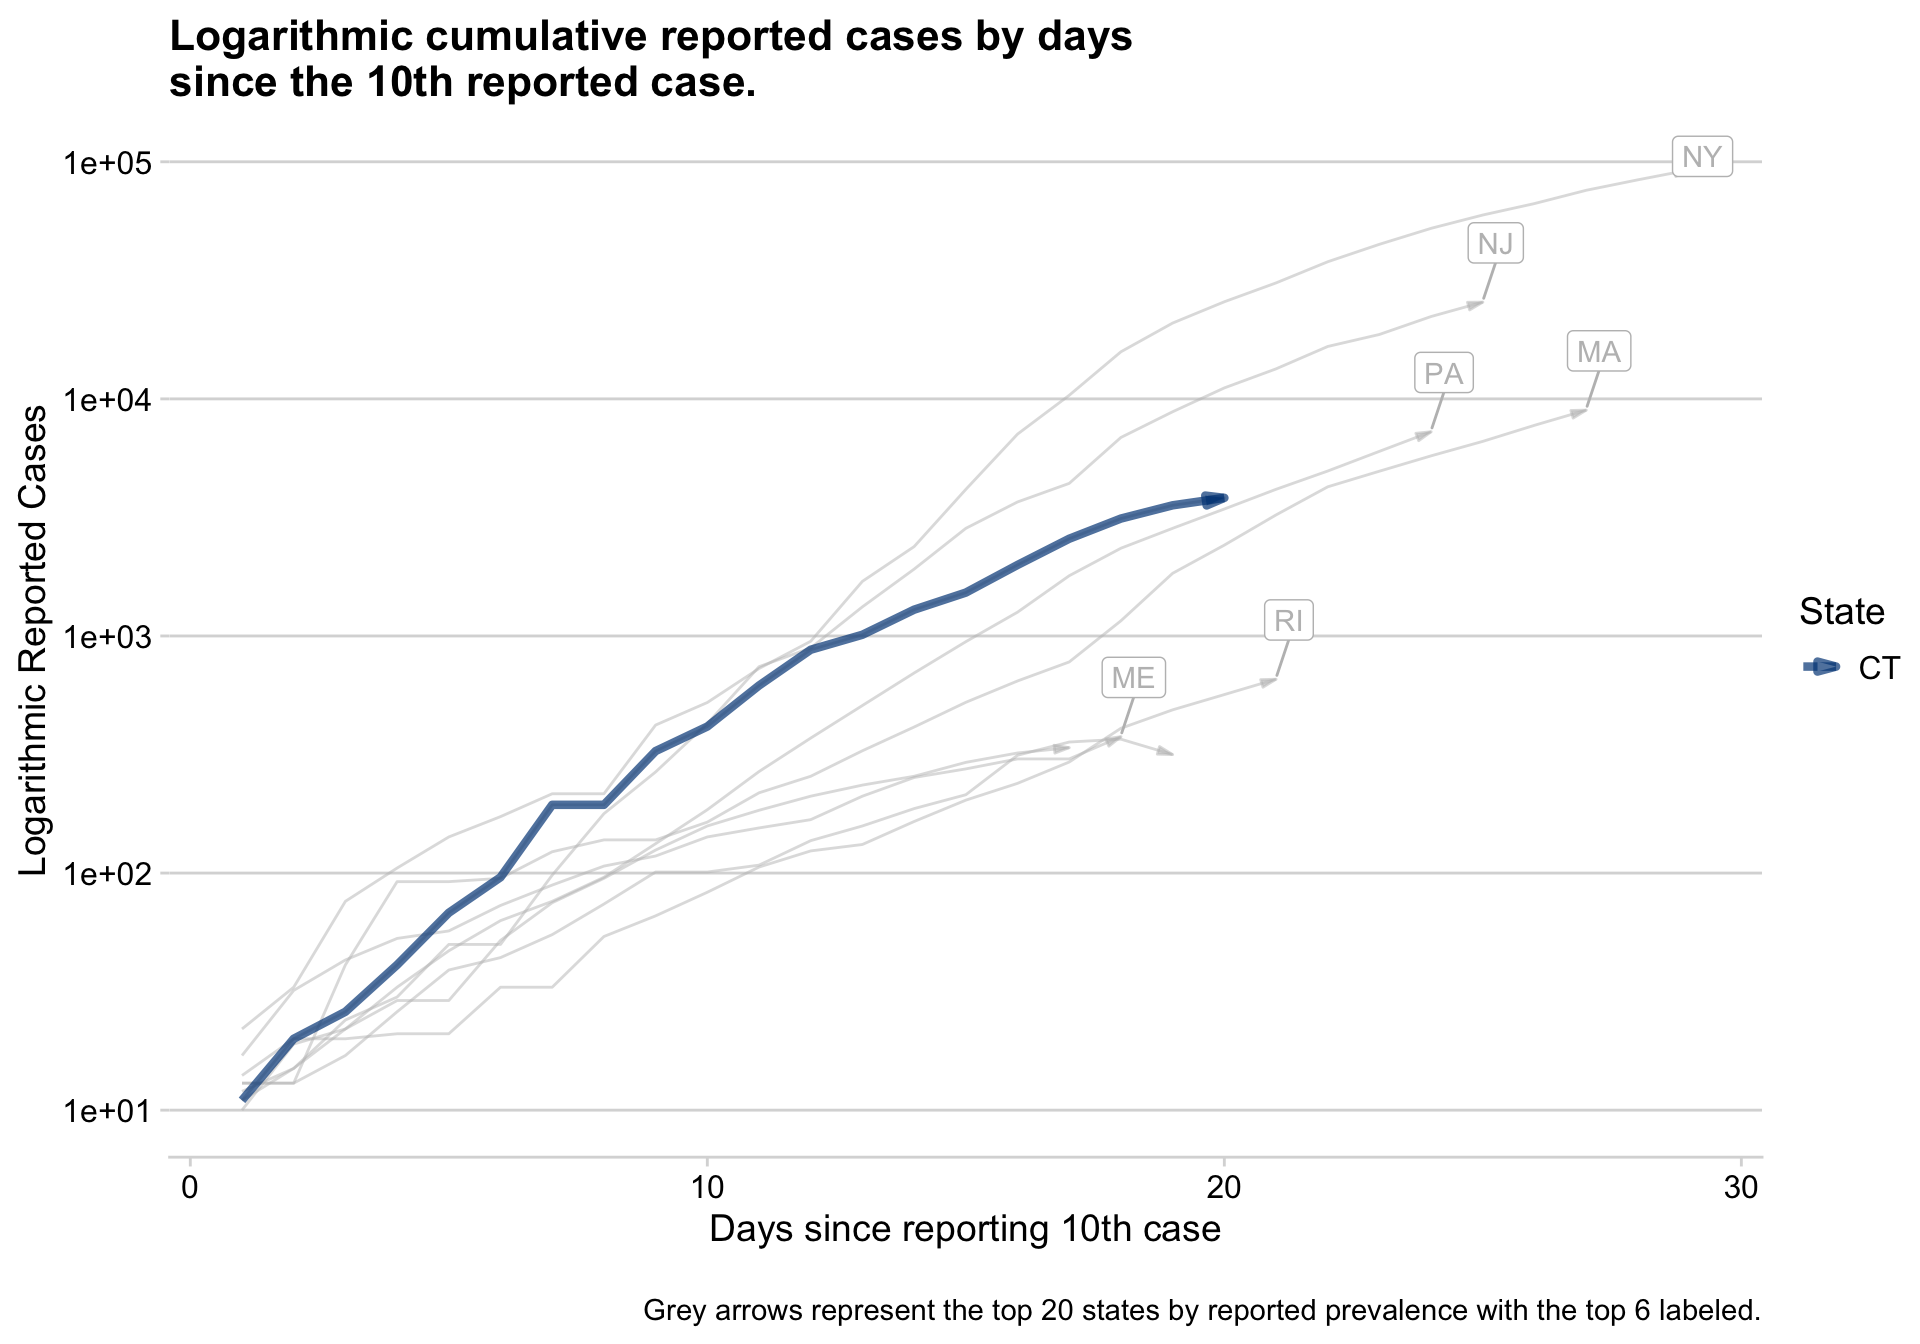 Logarithmic cumulative reported cases by days
since the 10th reported case.
1e+05
1e+04
1e+03
1e+02
1e+01
Logarithmic Reported Cases
NY
NJ
MA
PA
RI
ME
State
CT
0 10 20 30
Days since reporting 10th case
Grey arrows represent the top 20 states by reported prevalence with the top 6 labeled.